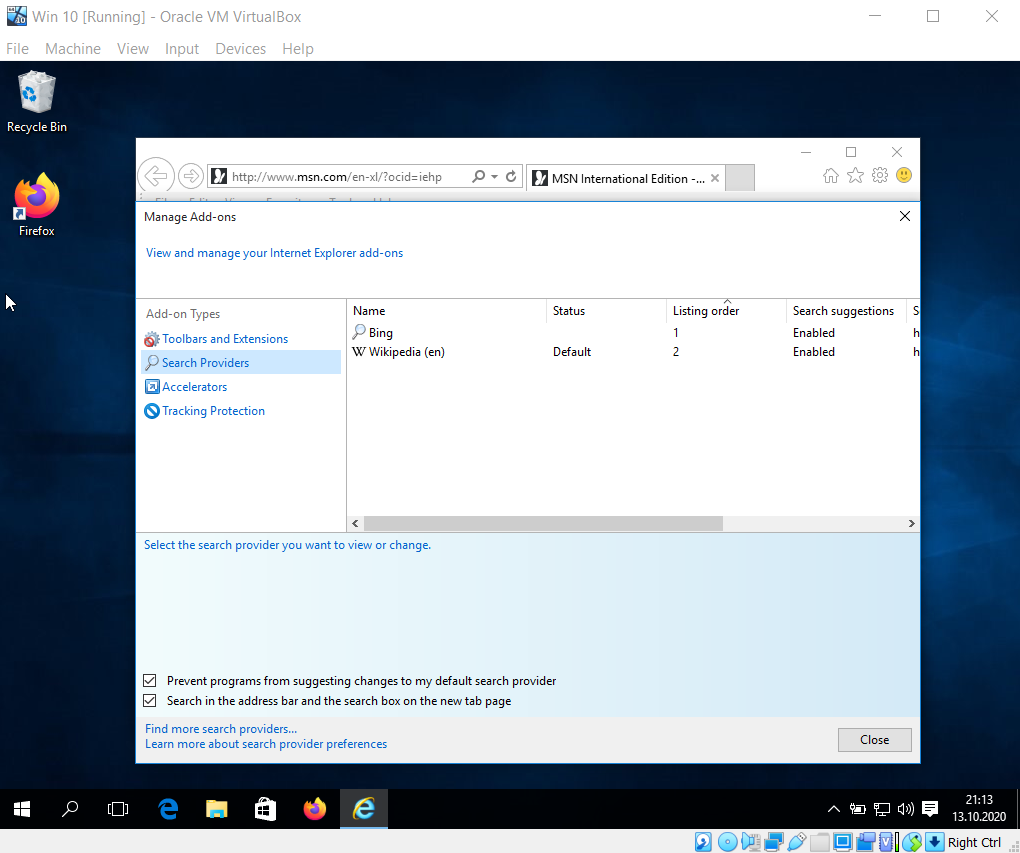 Win 10 [Running] - Oracle VM VirtualBox
File Machine View Input Devices Help
Recycle Bin
Firefox
http://www.msn.com/en-xl/?ocid=iehp
MSN International Edition -...
Manage Add-ons
View and manage your Internet Explorer add-ons
Add-on Types
Toolbars and Extensions
Search Providers
Accelerators
Tracking Protection
Name Status Listing order Search suggestions S
Bing 1 Enabled h
W Wikipedia (en) Default 2 Enabled h
Select the search provider you want to view or change.
Prevent programs from suggesting changes to my default search provider
Search in the address bar and the search box on the new tab page
Find more search providers...
Learn more about search provider preferences
Close
21:13
13.10.2020
Right Ctrl